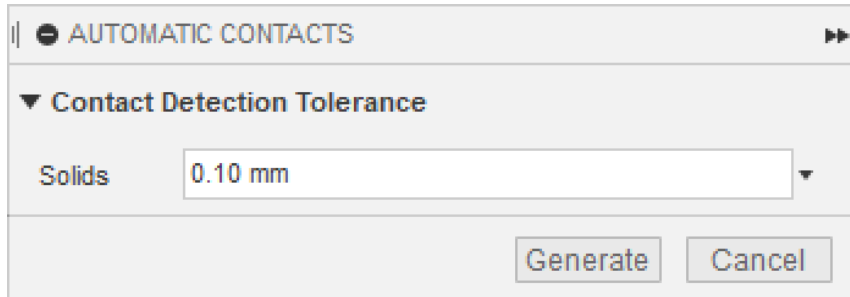 AUTOMATIC CONTACTS
Contact Detection Tolerance
Solids 0.10 mm
Generate Cancel